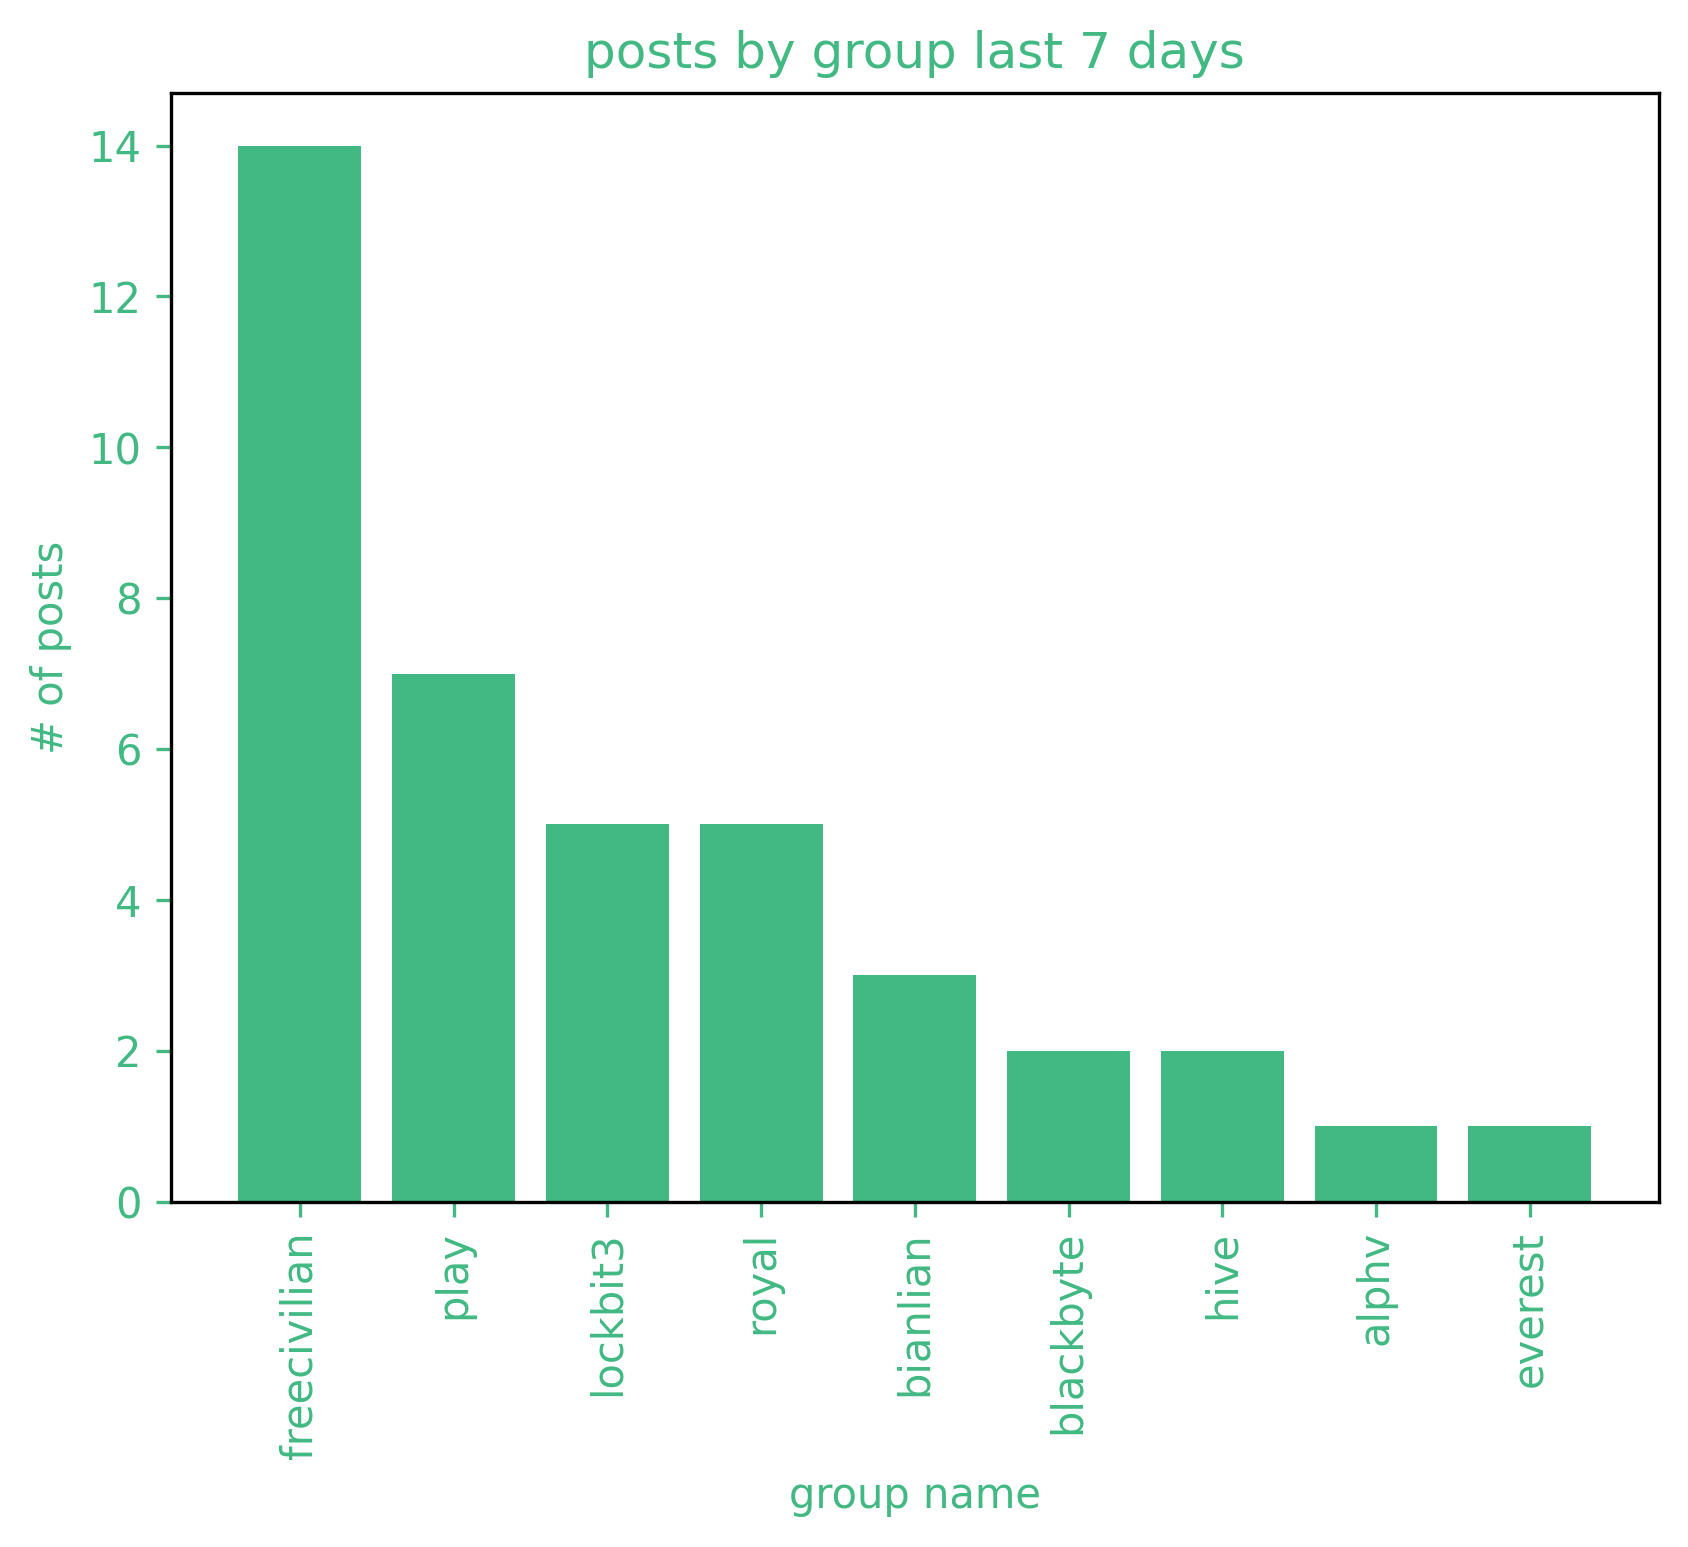 posts by group last 7 days
# of posts
14
12
10
8
6
4
2
0
freecivilian
play
lockbit3
royal
bianlian
blackbyte
hive
alphv
everest
group name